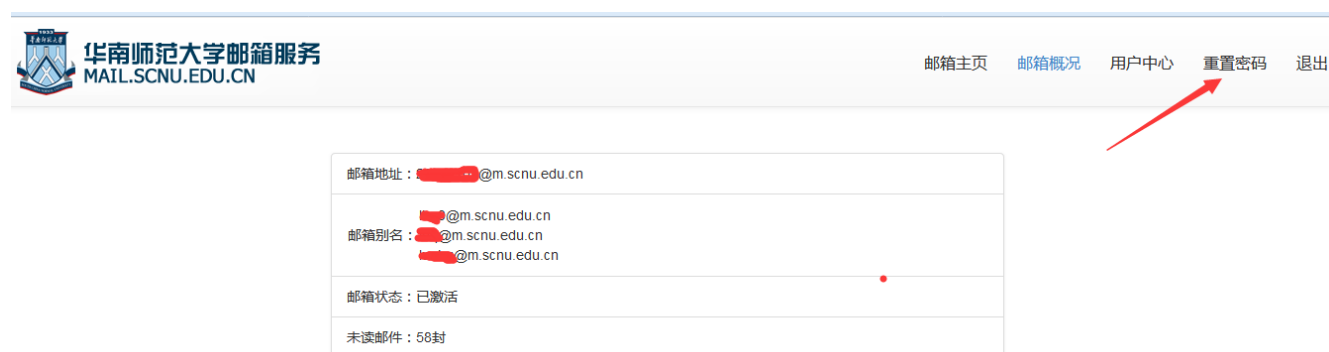 华南师范大学邮箱服务
MAIL.SCNU.EDU.CN
邮箱主页 邮箱概况 用户中心 重置密码 退出
邮箱地址：@m.scnu.edu.cn
邮箱别名：
@m.scnu.edu.cn
@m.scnu.edu.cn
@m.scnu.edu.cn
邮箱状态：已激活
未读邮件：58封